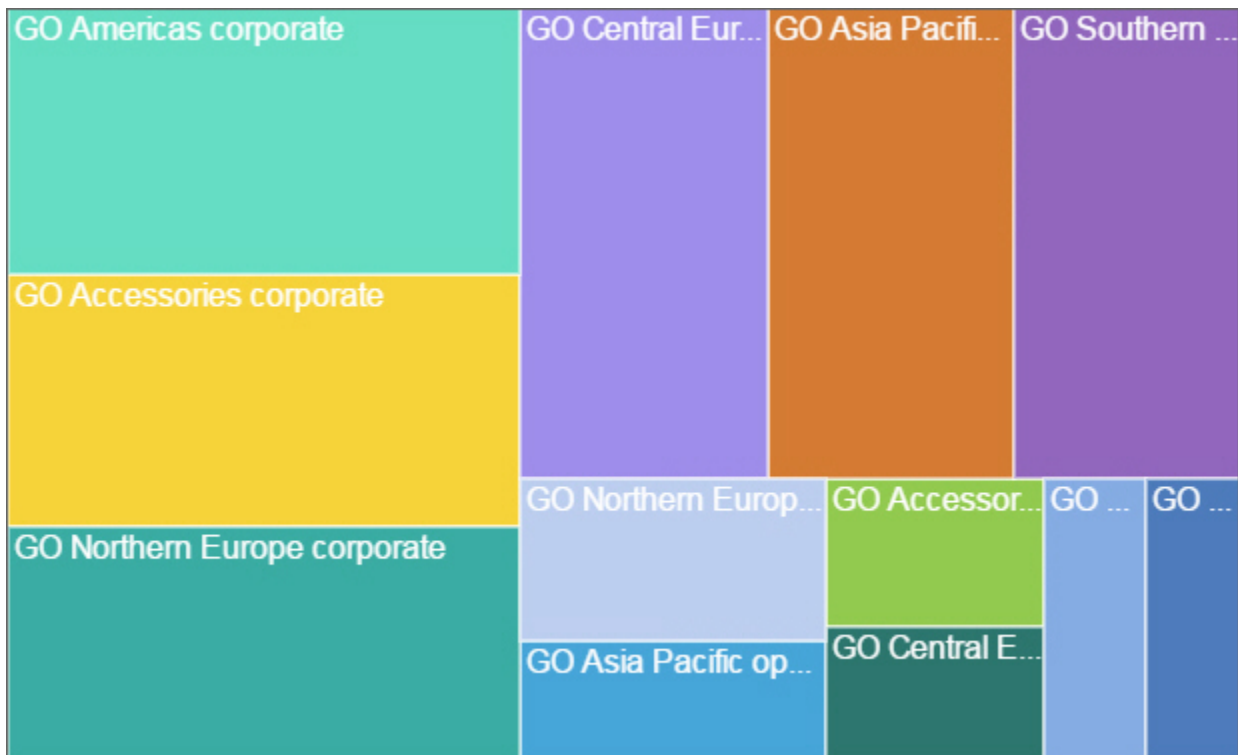 GO Americas corporate
GO Central Eur...
GO Asia Pacifi...
GO Southern ...
GO Accessories corporate
GO Northern Europe corporate
GO Northern Europ...
GO Accessor...
GO ...
GO ...
GO Asia Pacific op...
GO Central E...